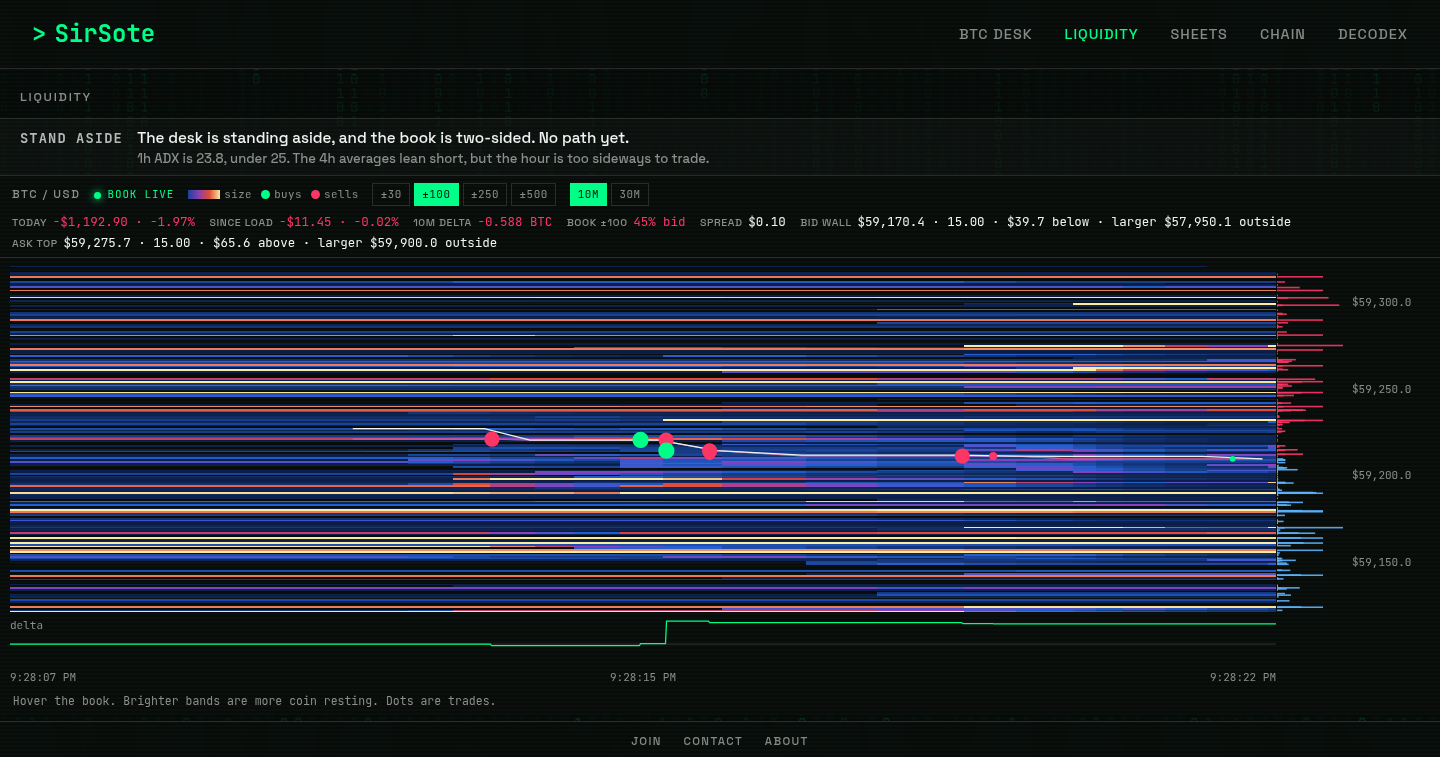 > SirSote
BTC DESK LIQUIDITY SHEETS CHAIN DECODEX
LIQUIDITY
STAND ASIDE The desk is standing aside, and the book is two-sided. No path yet.
1h ADX is 23.8, under 25. The 4h averages lean short, but the hour is too sideways to trade.
BTC / USD BOOK LIVE size buys sells ±30 ±100 ±250 ±500 10M 30M
TODAY -$1,192.90 · -1.97% SINCE LOAD -$11.45 · -0.02% 10M DELTA -0.588 BTC BOOK ±100 45% bid SPREAD $0.10 BID WALL $59,170.4 · 15.00 · $39.7 below · larger $57,950.1 outside
ASK TOP $59,275.7 · 15.00 · $65.6 above · larger $59,900.0 outside
$59,300.0
$59,250.0
$59,200.0
$59,150.0
delta
9:28:07 PM 9:28:15 PM 9:28:22 PM
Hover the book. Brighter bands are more coin resting. Dots are trades.
JOIN CONTACT ABOUT